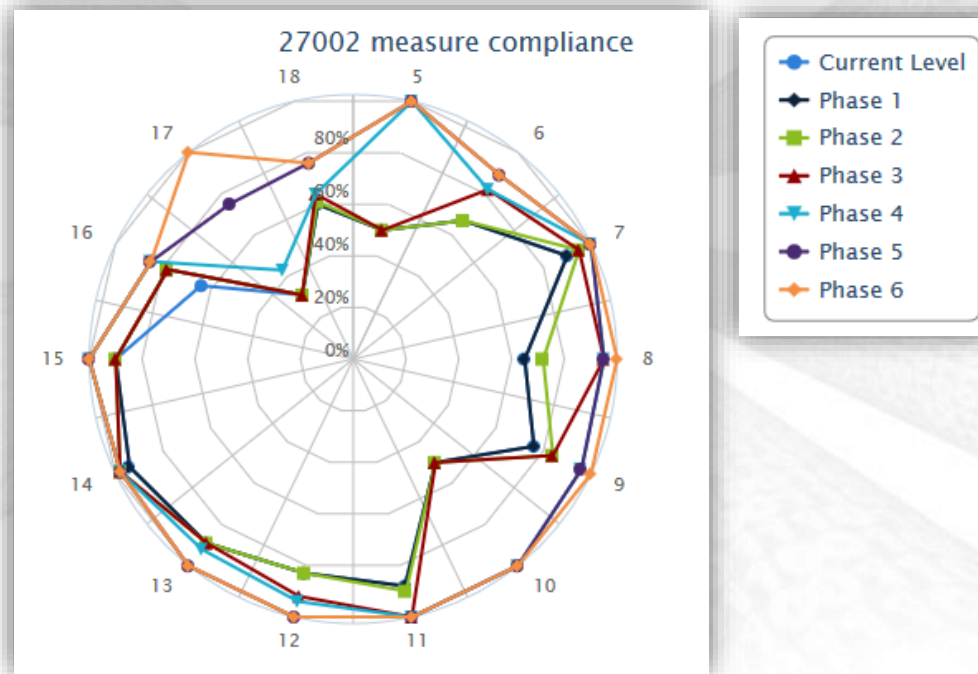 27002 measure compliance
18
5
17
6
16
7
15
8
14
9
13
10
12
11
80%
60%
40%
20%
0%
Current Level
Phase 1
Phase 2
Phase 3
Phase 4
Phase 5
Phase 6